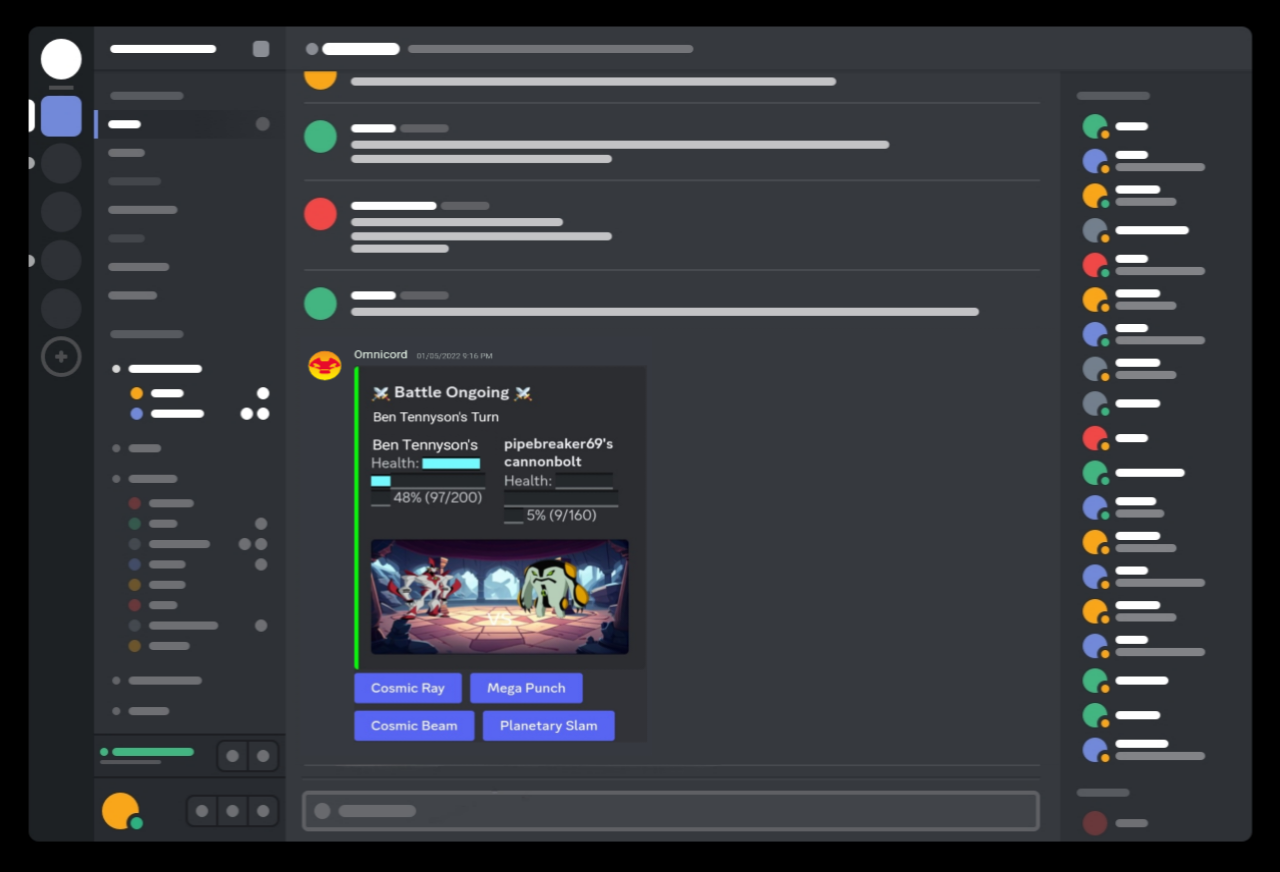 Omnicord 01/05/2022 9:16 PM
Battle Ongoing
Ben Tennyson's Turn
Ben Tennyson's
Health:
48% (97/200)
pipebreaker69's
cannonbolt
Health:
5% (9/160)
VS
Cosmic Ray
Mega Punch
Cosmic Beam
Planetary Slam